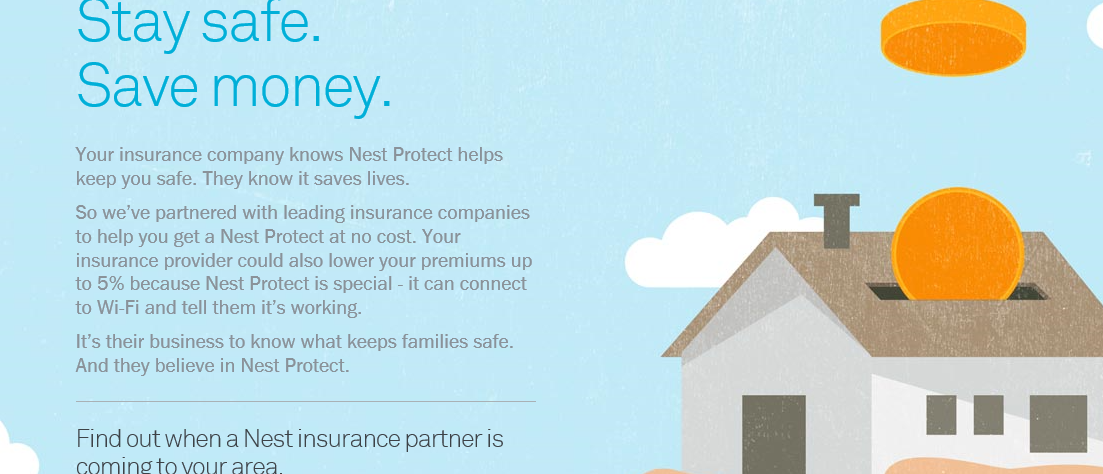 Stay safe.
Save money.
Your insurance company knows Nest Protect helps
keep you safe. They know it saves lives.
So we’ve partnered with leading insurance companies
to help you get a Nest Protect at no cost. Your
insurance provider could also lower your premiums up
to 5% because Nest Protect is special - it can connect
to Wi-Fi and tell them it’s working.
It’s their business to know what keeps families safe.
And they believe in Nest Protect.
Find out when a Nest insurance partner is
coming to your area.